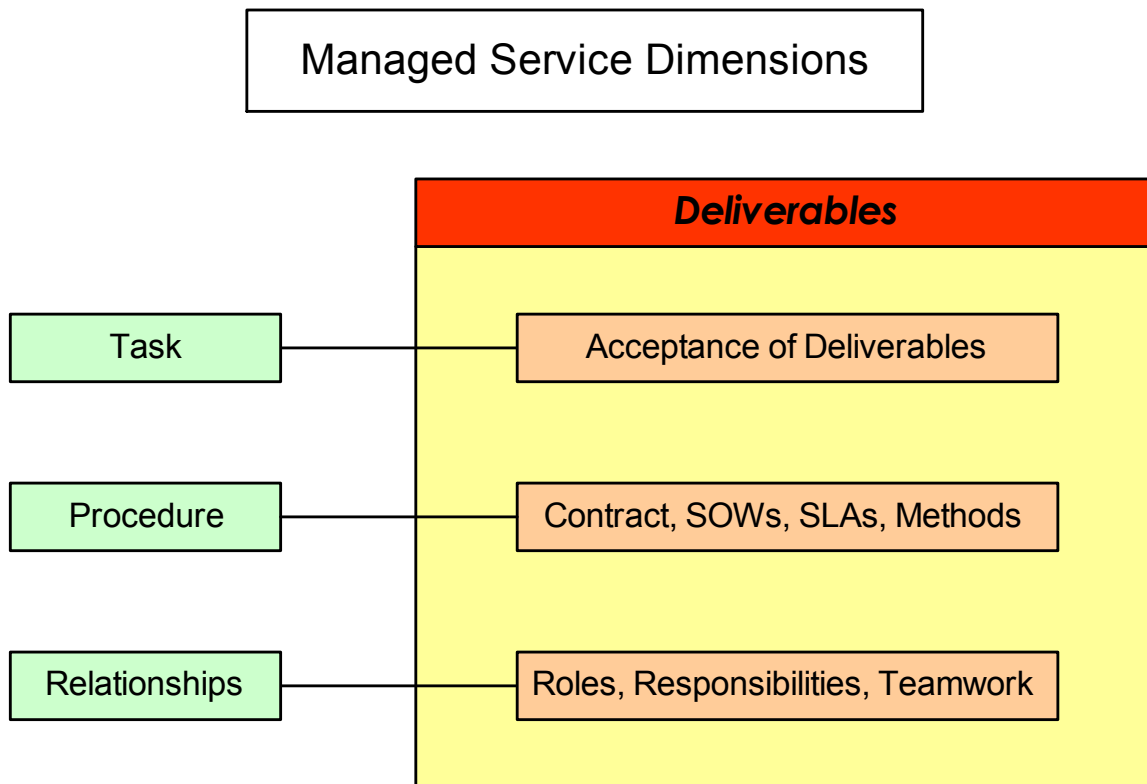 Managed Service Dimensions
Deliverables
Task
Acceptance of Deliverables
Procedure
Contract, SOWs, SLAs, Methods
Relationships
Roles, Responsibilities, Teamwork